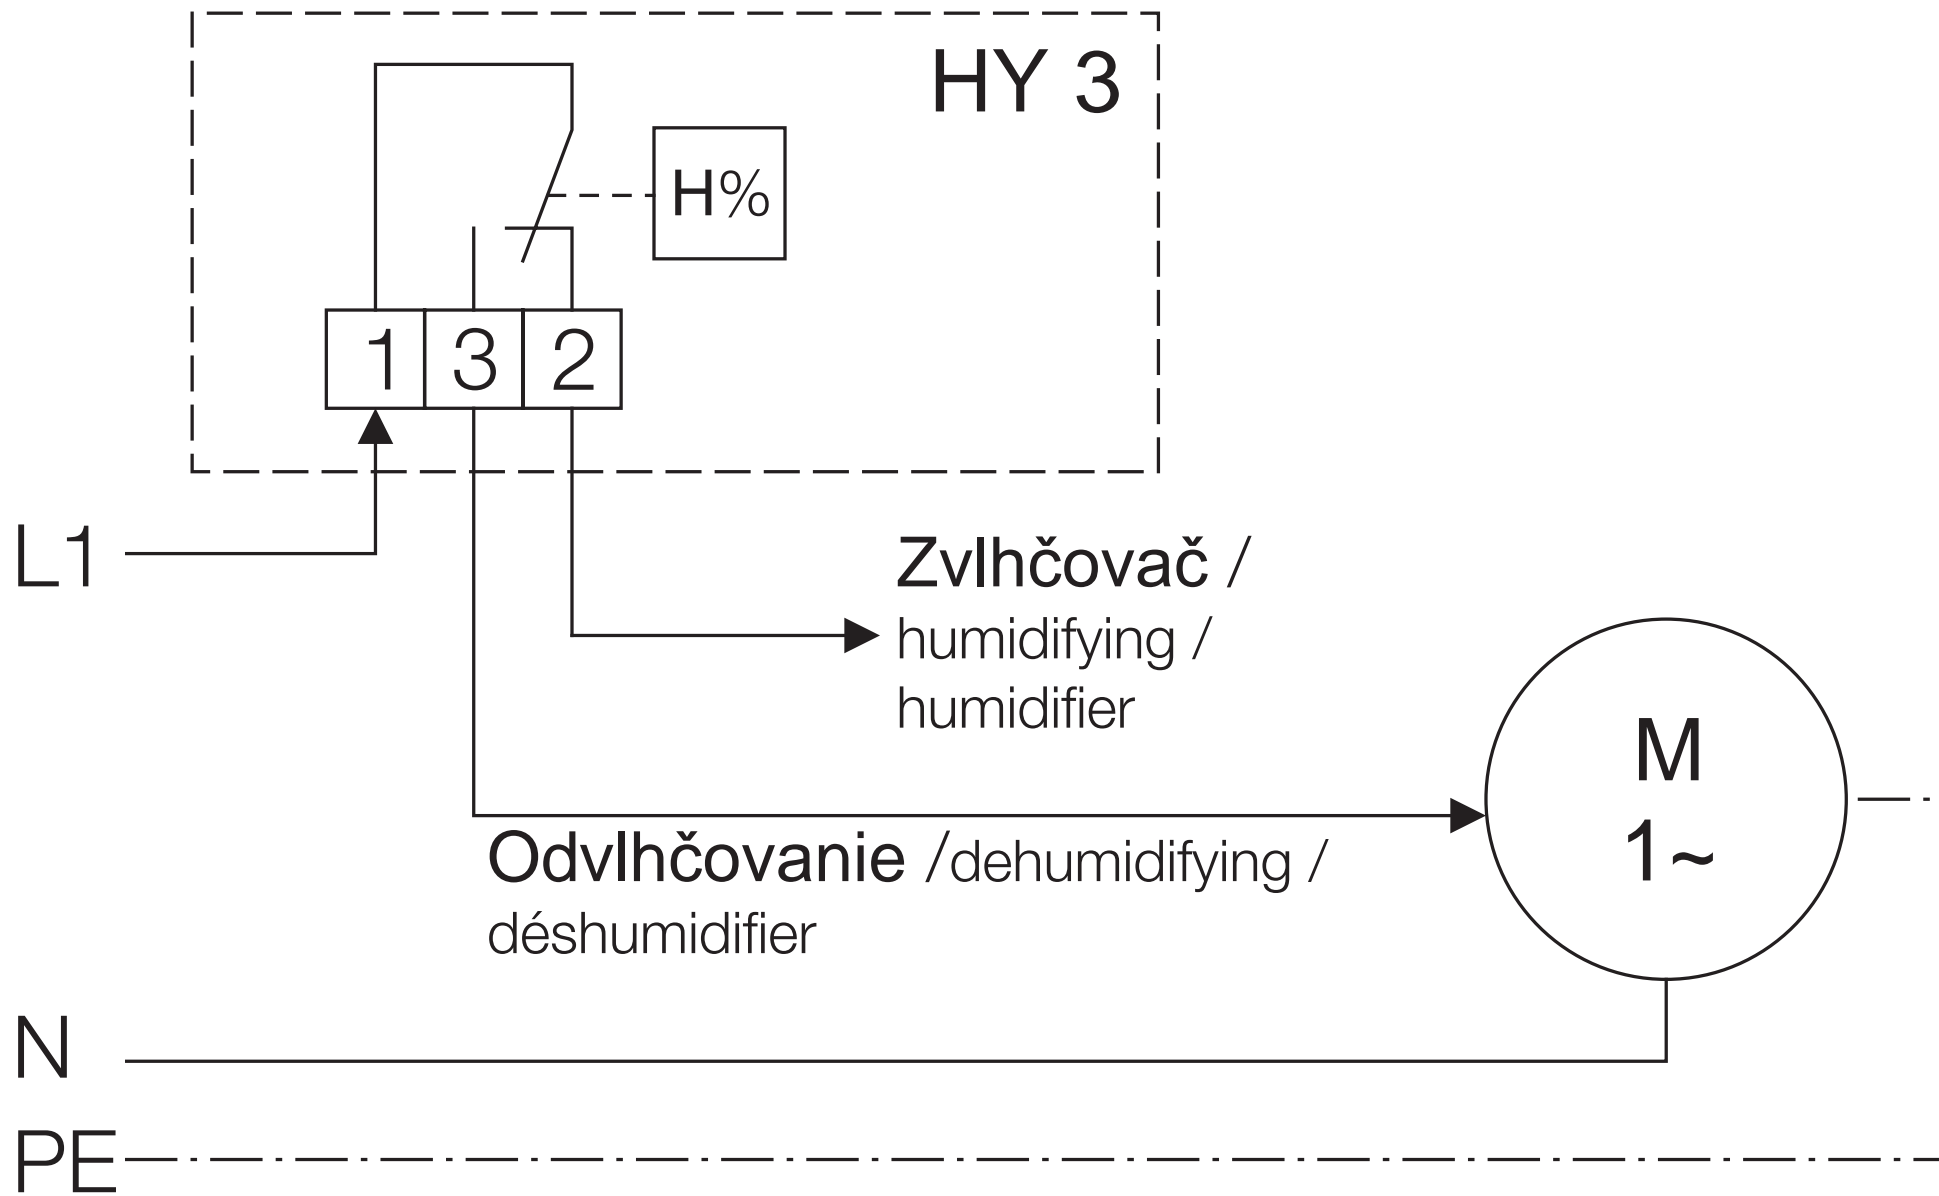 HY 3
H%
1 3 2
L1
Zvlhčovač /
humidifying /
humidifier
M
1~
Odvlhčovanie /dehumidifying /
déshumidifier
N
PE